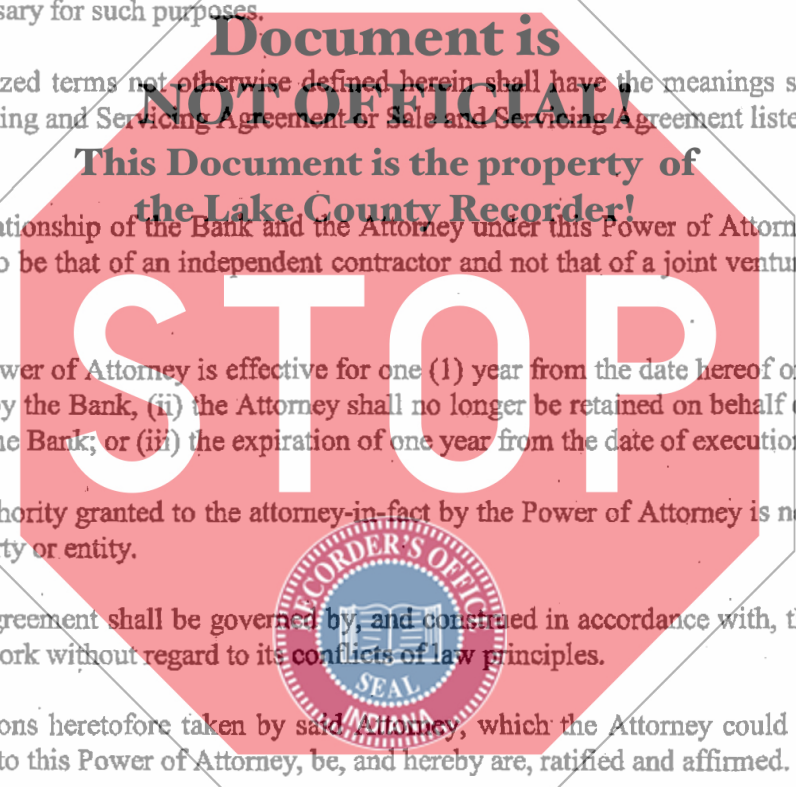 sary for such purposes.
Document is
zed terms not otherwise defined herein shall have the meanings s
NOT OFFICIAL!
ing and Servicing Agreement or Sale and Servicing Agreement liste
This Document is the property of
the Lake County Recorder!
ationship of the Bank and the Attorney under this Power of Attorn
o be that of an independent contractor and not that of a joint ventur
STOP
wer of Attorney is effective for one (1) year from the date hereof o
y the Bank, (ii) the Attorney shall no longer be retained on behalf
he Bank; or (iii) the expiration of one year from the date of execution
hority granted to the attorney-in-fact by the Power of Attorney is n
rty or entity.
RECORDER'S OFFICE
greement shall be governed by, and construed in accordance with, t
ork without regard to its conflicts of law principles.
SEAL
INDIANA
ons heretofore taken by said Attorney, which the Attorney could
to this Power of Attorney, be, and hereby are, ratified and affirmed.